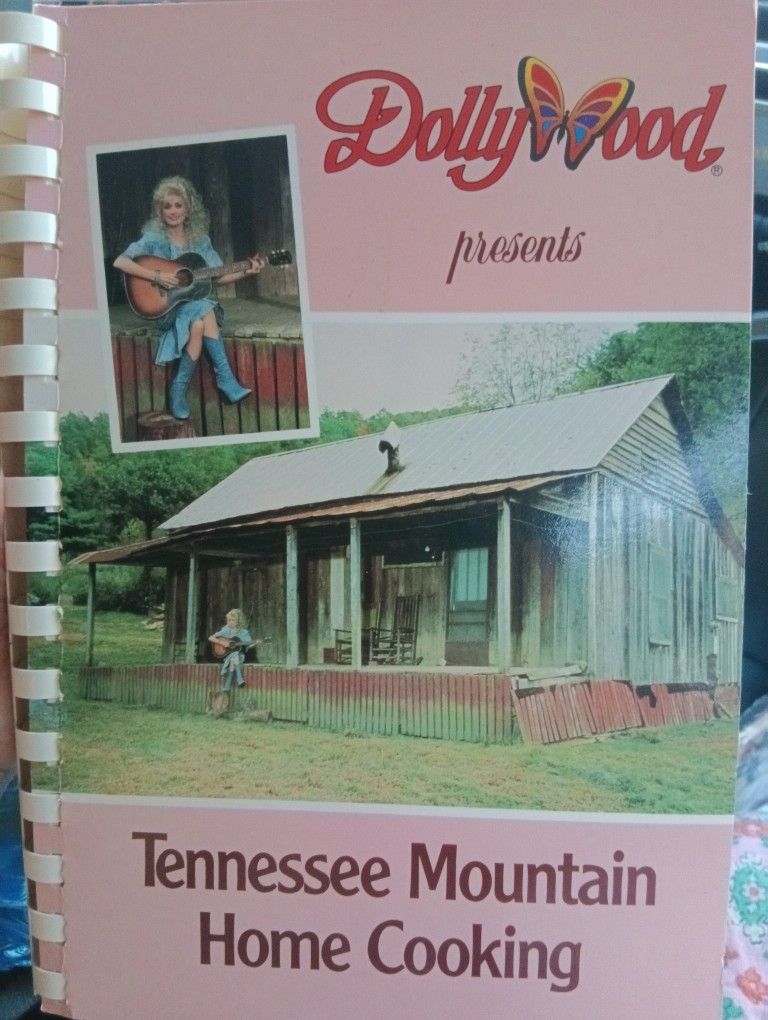 DollyWood®
presents
Tennessee Mountain
Home Cooking